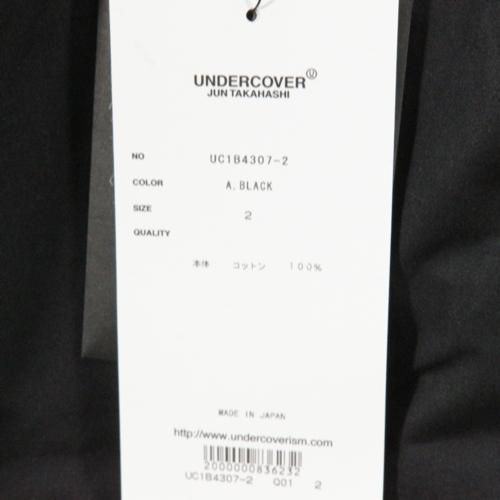 UNDERCOVER Ⓤ
JUN TAKAHASHI
NO UC1B4307-2
COLOR A.BLACK
SIZE 2
QUALITY
本体 コットン 100%
MADE IN JAPAN
http://www.undercoverism.com
2000000836232
UC1B4307-2 001 2